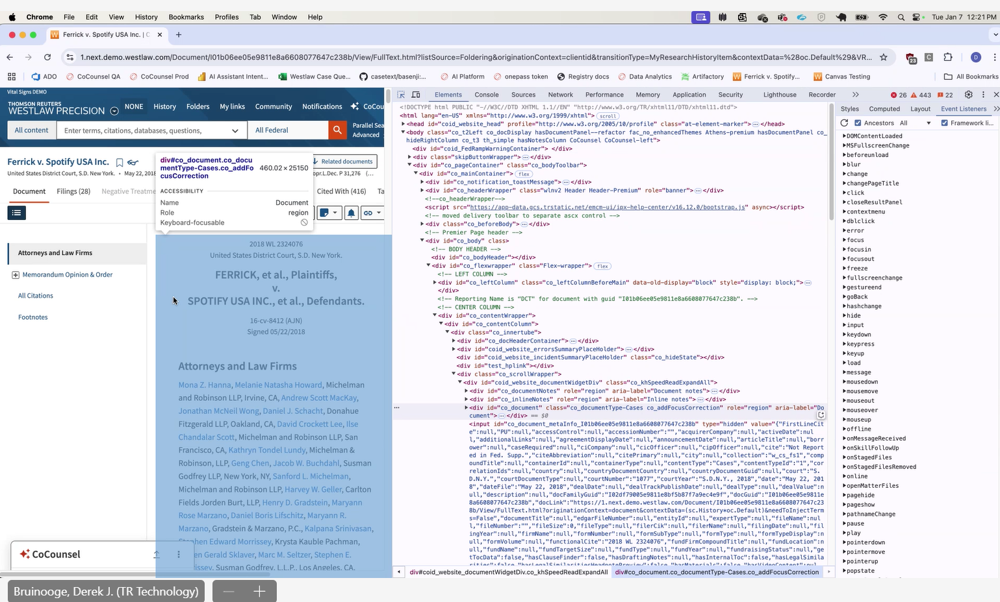 Chrome File Edit View History Bookmarks Profiles Tab Window Help
Tue Jan 7 12:21 PM
Ferrick v. Spotify USA Inc. | C
1.next.demo.westlaw.com/Document/I01b06ee05e9811e8a6608077647c238b/View/FullText.html?listSource=Foldering&originationContext=clientid&transitionType=MyResearchHistoryItem&contextData=%28oc.Default%29&VR...
23
C
D
ADO CoCounsel QA CoCounsel Prod AI Assistant Intent... Westlaw Case Que... casetext/basenji:... AI Platform onepass token Registry docs Data Analytics Artifactory Ferrick v. Spotify... Canvas Testing All Bookmarks
Vital Signs DEMO
THOMSON REUTERS
WESTLAW PRECISION
NONE History Folders My links Community Notifications CoCou
All content
Enter terms, citations, databases, questions,
All Federal
Parallel Sea
Advanced
Ferrick v. Spotify USA Inc.
Related documents
United States District Court, S.D. New York. • May 22, 2018
opr.L.Dec. P 31,276 (...
Document Filings (28) Negative Treatme Cited With (416) Ta
div#co_document.co_docu
mentType-Cases.co_addFo
cusCorrection
460.02 × 25150
ACCESSIBILITY
Name Document
Role region
Keyboard-focusable
Attorneys and Law Firms
Memorandum Opinion & Order
All Citations
Footnotes
2018 WL 2324076
United States District Court, S.D. New York.
FERRICK, et al., Plaintiffs,
v.
SPOTIFY USA INC., et al., Defendants.
16-cv-8412 (AJN)
Signed 05/22/2018
Attorneys and Law Firms
Mona Z. Hanna, Melanie Natasha Howard, Michelman
and Robinson LLP, Irvine, CA, Andrew Scott MacKay,
Jonathan McNeil Wong, Daniel J. Schacht, Donahue
Fitzgerald LLP, Oakland, CA, David Crockett Lee, Ilse
Chandalar Scott, Michelman and Robinson LLP, San
Francisco, CA, Kathryn Tondel Lundy, Michelman &
Robinson, LLP, Geng Chen, Jacob W. Buchdahl, Susman
Godfrey LLP, New York, NY, Sanford L. Michelman,
Michelman and Robinson LLP, Harvey W. Geller, Carlton
Fields Jorden Burt, LLP, Henry D. Gradstein, Maryann
Rose Marzano, Daniel Boris Lifschitz, Maryann R.
Marzano, Gradstein & Marzano, P.C., Kalpana Srinivasan,
Stephen Edward Morrissey, Krysta Kauble Pachman,
en Gerald Sklaver, Marc M. Seltzer, Stephen E.
rissey, Susman Godfrey, L.L.P., Los Angeles, CA,
CoCounsel
Elements Console Sources Network Performance Memory Application Security Lighthouse Recorder
26 443 22
<!DOCTYPE html PUBLIC "-//W3C//DTD XHTML 1.1//EN" "http://www.w3.org/TR/xhtml11/DTD/xhtml11.dtd">
<html lang="en-US" xmlns="http://www.w3.org/1999/xhtml"> scroll
<head id="coid_website_head" profile="http://www.w3.org/2005/10/profile" class="at-element-marker"> </head>
<body class="co_t2Left co_docDisplay hasDocumentPanel--refactor fac_no_enhancedThemes Athens-premium hasDocumentPanel co_
hideRightColumn co_t3 th_simple hasNotesColumn CoCounsel CoCounsel-left">
<div id="co_FedRampWarningContainer"> </div>
<div class="skipButtonWrapper"> </div>
<div id="co_pageContainer" class="co_bodyToolbar">
<div id="co_mainContainer"> flex
<div id="co_notification_toastMessage"> </div>
<div id="co_headerWrapper" class="wlnv2 Header Header-Premium" role="banner"> </div>
<!--co_headerWrapper-->
<script src="https://app-data.gcs.trstatic.net/emcm-ui/ipx-help-center/v16.12.0/bootstrap.js" async></script>
<!-- moved delivery toolbar to separate ascx control -->
<div id="co_beforeBody"> </div>
<!-- Premier Page header -->
<div id="co_body" class>
<!-- BODY HEADER -->
<div id="co_bodyHeader"></div>
<div id="co_flexwrapper" class="Flex-wrapper"> flex
<!-- LEFT COLUMN -->
<div id="co_leftColumn" class="co_leftColumnBeforeMain" data-old-display="block" style="display: block;">
</div>
<!-- Reporting Name is "DCT" for document with guid "I01b06ee05e9811e8a6608077647c238b". -->
<!-- CENTER COLUMN -->
<div id="co_contentWrapper">
<div id="co_contentColumn">
<div class="co_innertube">
<div id="co_docHeaderContainer"> </div>
<div id="coid_website_errorsSummaryPlaceHolder"> </div>
<div id="coid_website_incidentSummaryPlaceHolder" class="co_hideState"></div>
<div id="test_hplink"></div>
<div class="co_scrollWrapper">
<div id="coid_website_documentWidgetDiv" class="co_khSpeedReadExpandAll">
<div id="co_documentNotes" role="region" aria-label="Document notes"> </div>
<div id="co_inlineNotes" role="region" aria-label="Inline notes"> </div>
<div id="co_document" class="co_documentType-Cases co_addFocusCorrection" role="region" aria-label="Do
cument"> </div> == $0
<input id="co_document_metaInfo_I01b06ee05e9811e8a6608077647c238b" type="hidden" value="{"FirstLineCit
e":null,"PU":null,"accessControl":null,"accessionNumber":"","acquirerCompany":null,"activeDate":null
,"additionalLinks":null,"agreementDisplayDate":null,"announcementDate":null,"articleTitle":null,"bor
rower":null,"caseRequired":null,"ciCompany":null,"cicOfficer":null,"cipOfficer":null,"cite":"Not Report
ed in Fed. Supp.","citeAbbreviation":null,"citePrimary":null,"city":null,"collection":"w_cs_fs1","comp
oundTitle":null,"containerId":null,"containerType":null,"contentType":"Cases","contentTypeId":"1","cor
relationIds":null,"country":null,"documentCountry":null,"countryDocumentGuid":null,"court":"S.
D.N.Y.","courtDocumentType":null,"courtNumber":"1077","courtYear":"S.D.N.Y., 2018","date":"May 22, 201
8","dateFile":"May 22, 2018","dealDate":null,"dealTrackPublishDate":null,"dealType":null,"dealValue":null
,"description":null,"docFamilyGuid":"I02df79005e9811e8bf5b87f7a9ec4e9f","docGuid":"I01b06ee05e9811
e8a6608077647c238b","docLink":"https://1.next.demo.westlaw.com/Document/I01b06ee05e9811e8a6608077647c23
8b/View/FullText.html?originationContext=document&contextData=(sc.History*oc.Default)&needToInjectTerm
s=False","documentTitle":null,"edgarFileNumber":null,"entityId":null,"expertType":null,"fileName":nul
l,"fileNumber":"","fileSize":0,"fileType":null,"filerCik":null,"filerName":null,"filingDate":null,"fil
ingYear":null,"firmName":null,"formNumber":null,"formSubType":null,"formType":null,"formTypeDisplay":n
ull,"formVolume":null,"functionalCite":"2018 WL 2324076","fundFirmCompoundTitle":null,"fundLocation":n
ull,"fundName":null,"fundTargetSize":null,"fundType":null,"fundYear":null,"fundraisingStatus":null,"ge
tTocData":false,"hasClauseFinder":false,"hasDraftingNotes":false,"hasInternalToc":false,"hasLegalSimila
div#coid_website_documentWidgetDiv.co_khSpeedReadExpandAll div#co_document.co_documentType-Cases.co_addFocusCorrection
Styles Computed Layout Event Listeners
Ancestors All Framework li...
DOMContentLoaded
MSFullscreenChange
beforeunload
blur
change
changePageTitle
click
closeResultPanel
contextmenu
dblclick
error
focus
focusin
focusout
freeze
fullscreenchange
gestureend
goBack
hashchange
hide
input
keydown
keypress
keyup
load
message
mousedown
mousemove
mouseout
mouseover
mouseup
offline
onMessageReceived
onSkillFollowUp
onStagedFiles
onStagedFilesRemoved
online
openMatterFiles
pagehide
pageshow
pathnameChange
pause
play
pointerdown
pointermove
pointerup
popstate
Bruinooge, Derek J. (TR Technology)